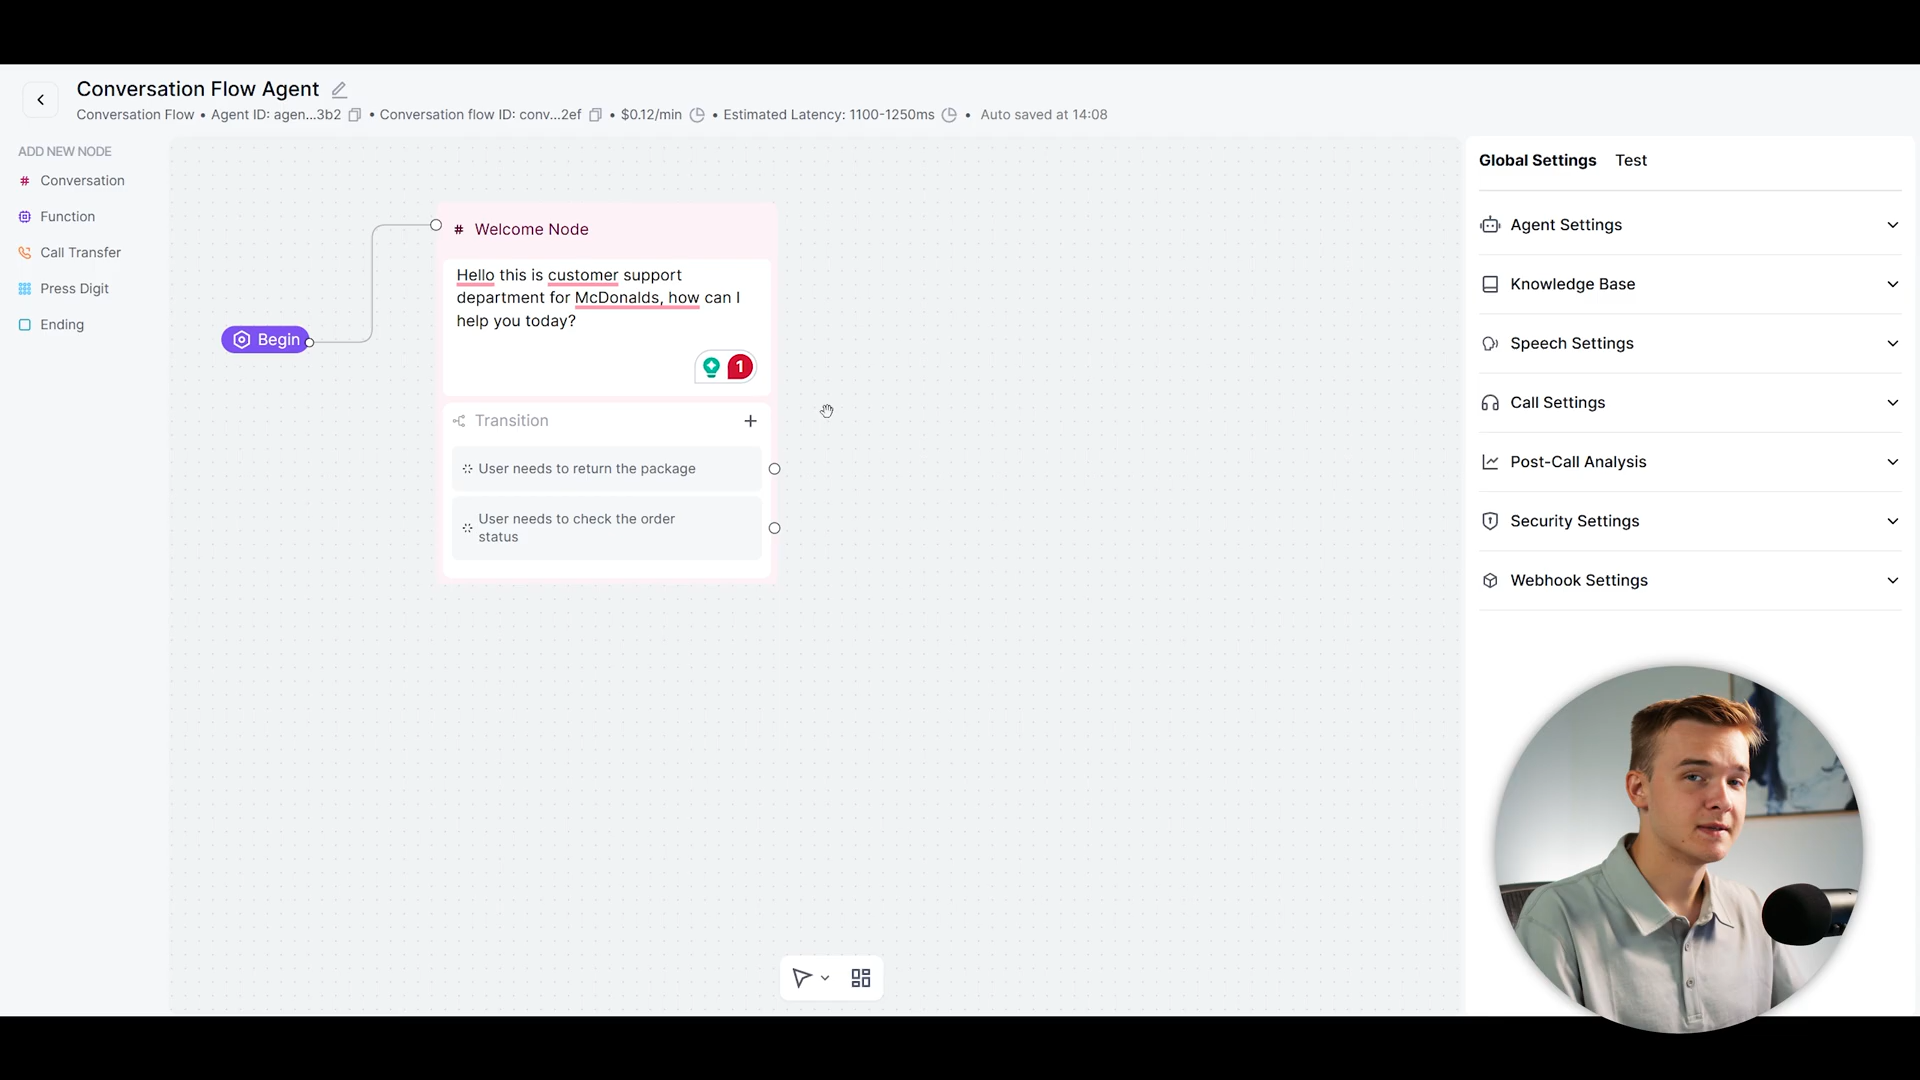 Conversation Flow Agent
Conversation Flow • Agent ID: agen...3b2 • Conversation flow ID: conv...2ef • $0.12/min • Estimated Latency: 1100-1250ms • Auto saved at 14:08
ADD NEW NODE
# Conversation
Function
Call Transfer
Press Digit
Ending
Begin
# Welcome Node
Hello this is customer support
department for McDonalds, how can I
help you today?
1
Transition
User needs to return the package
User needs to check the order
status
Global Settings Test
Agent Settings
Knowledge Base
Speech Settings
Call Settings
Post-Call Analysis
Security Settings
Webhook Settings